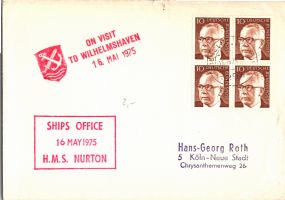 ON VISIT
TO WILHELMSHAVEN
16. MAI 1975
10
10
10
10
2,-
SHIPS OFFICE
16 MAY 1975
H.M.S. NURTON
Hans-Georg Roth
5 Köln-Neue Stadt
Chrysanthemenweg 26